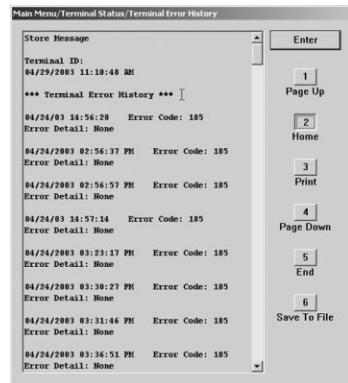 Main Menu/Terminal Status/Terminal Error History
Store Message
Terminal ID:
04/29/2003 11:10:48 AM
*** Terminal Error History ***
04/24/03 14:56:28 Error Code: 185
Error Detail: None
04/24/2003 02:56:37 PM Error Code: 185
Error Detail: None
04/24/2003 02:56:57 PM Error Code: 185
Error Detail: None
04/24/03 14:57:14 Error Code: 185
Error Detail: None
04/24/2003 03:23:17 PM Error Code: 185
Error Detail: None
04/24/2003 03:30:27 PM Error Code: 185
Error Detail: None
04/24/2003 03:31:46 PM Error Code: 185
Error Detail: None
04/24/2003 03:36:51 PM Error Code: 185
Error Detail: None
Enter
1
Page Up
2
Home
3
Print
4
Page Down
5
End
6
Save To File